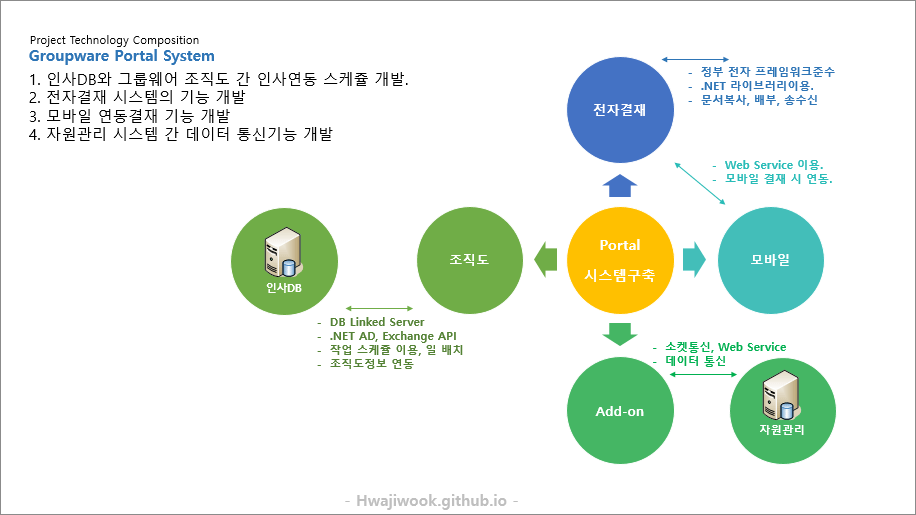 Project Technology Composition
Groupware Portal System
1. 인사DB와 그룹웨어 조직도 간 인사연동 스케쥴 개발.
2. 전자결재 시스템의 기능 개발
3. 모바일 연동결재 기능 개발
4. 자원관리 시스템 간 데이터 통신기능 개발
전자결재
- 정부 전자 프레임워크준수
- .NET 라이브러리이용.
- 문서복사, 배부, 송수신
- Web Service 이용.
- 모바일 결재 시 연동.
인사DB
조직도
Portal
시스템구축
모바일
- DB Linked Server
- .NET AD, Exchange API
- 작업 스케쥴 이용, 일 배치
- 조직도정보 연동
- 소켓통신, Web Service
- 데이터 통신
Add-on
자원관리
- Hwajiwook.github.io -